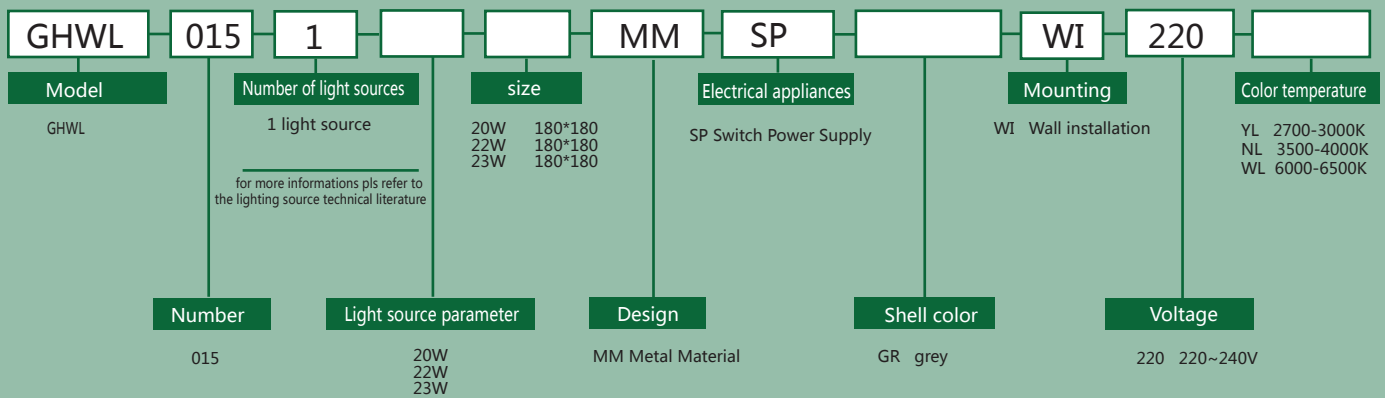 GHWL 015 1 MM SP WI 220
Model
GHWL
Number of light sources
1 light source
for more informations pls refer to
the lighting source technical literature
size
20W 180*180
22W 180*180
23W 180*180
Electrical appliances
SP Switch Power Supply
Mounting
WI Wall installation
Color temperature
YL 2700-3000K
NL 3500-4000K
WL 6000-6500K
Number
015
Light source parameter
20W
22W
23W
Design
MM Metal Material
Shell color
GR grey
Voltage
220 220~240V